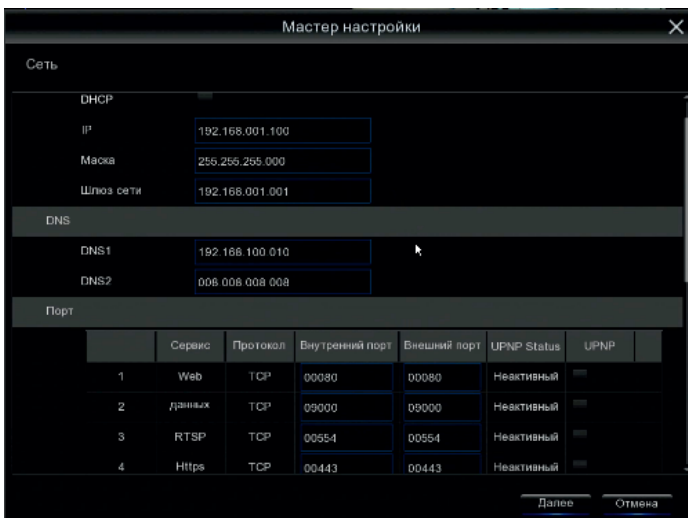 Мастер настройки
Сеть
DHCP
IP 192.168.001.100
Маска 255.255.255.000
Шлюз сети 192.168.001.001
DNS
DNS1 192.168.100.010
DNS2 008.008.008.008
Порт
Сервис Протокол Внутренний порт Внешний порт UPNP Status UPNP
1 Web TCP 00080 00080 Неактивный
2 данных TCP 09000 09000 Неактивный
3 RTSP TCP 00554 00554 Неактивный
4 Https TCP 00443 00443 Неактивный
Далее Отмена